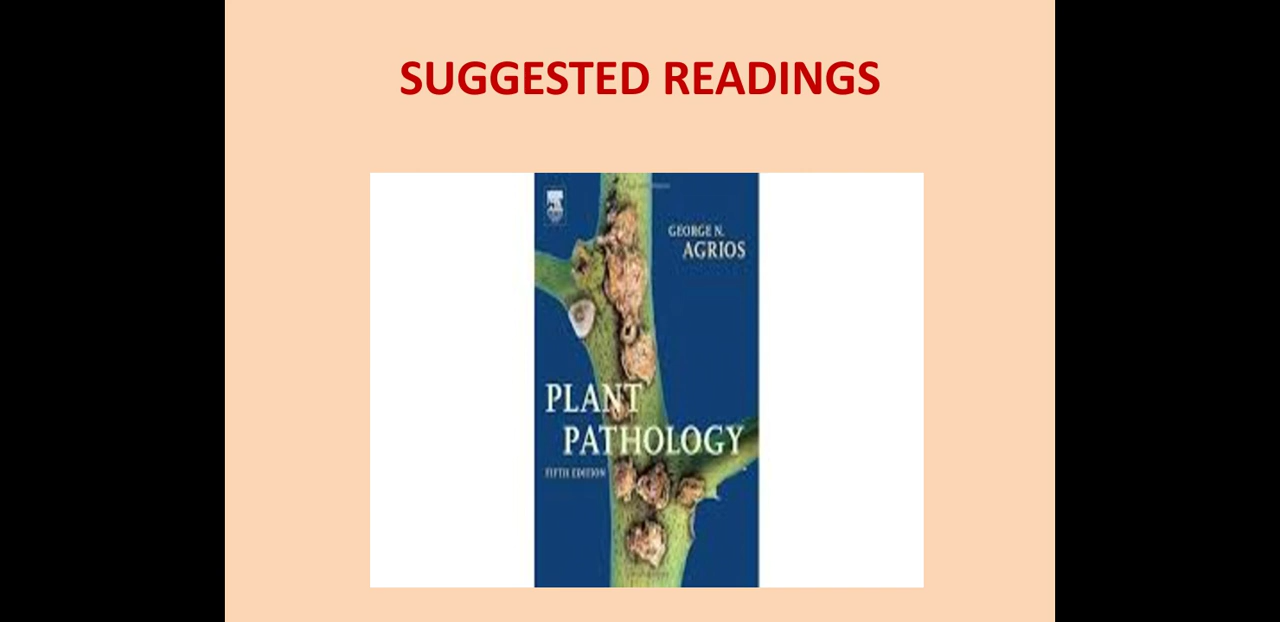 SUGGESTED READINGS
GEORGE N.
AGRIOS
PLANT
PATHOLOGY
FIFTH EDITION